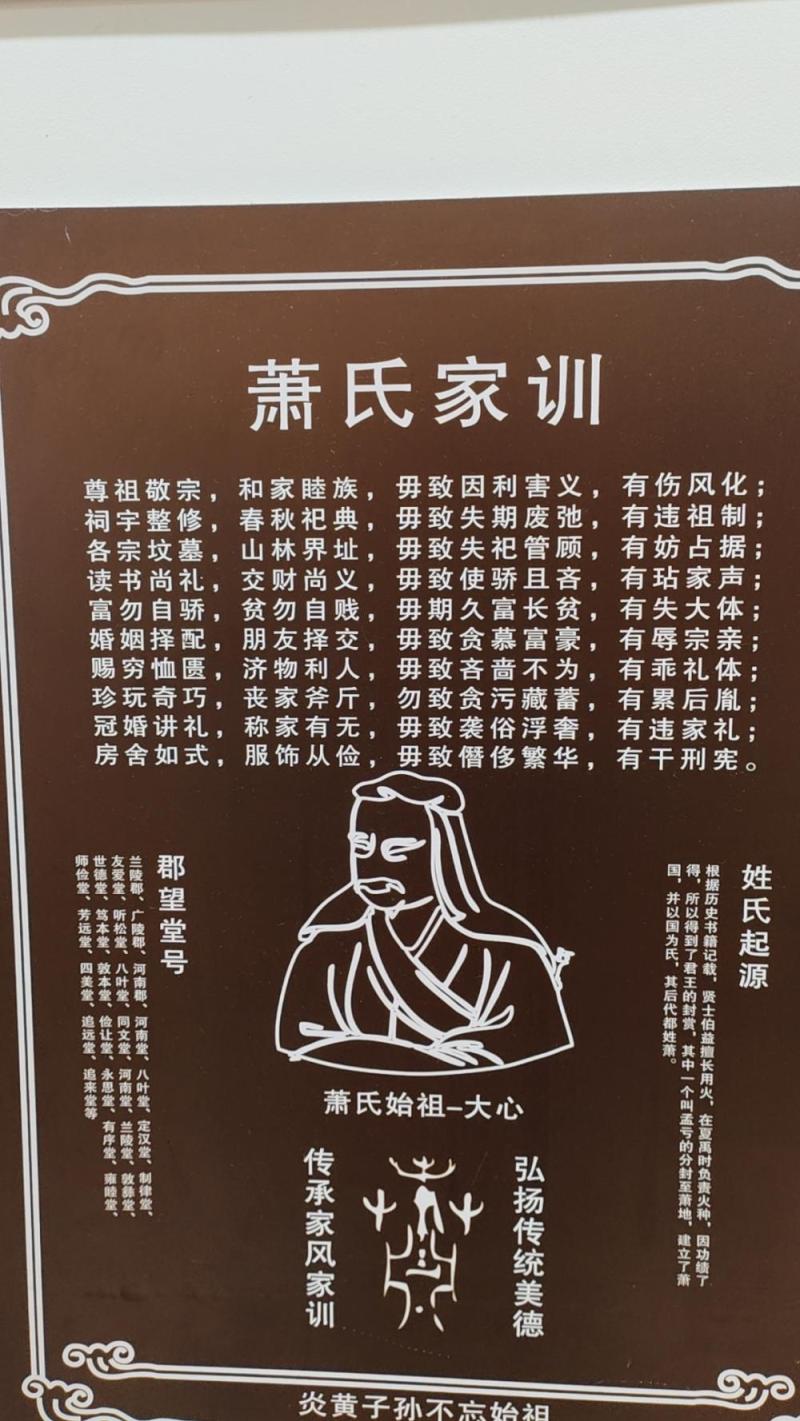 萧氏家训
尊祖敬宗，和家睦族，毋致因利害义，有伤风化；
祠宇整修，春秋祀典，毋致失期废弛，有违祖制；
各宗坟墓，山林界址，毋致失祀管顾，有妨占据；
读书尚礼，交财尚义，毋致使骄且吝，有玷家声；
富勿自骄，贫勿自贱，毋期久富长贫，有失大体；
婚姻择配，朋友择交，毋致贪慕富豪，有辱宗亲；
赐穷恤匮，济物利人，毋致吝啬不为，有乖礼体；
珍玩奇巧，丧家斧斤，勿致贪污藏蓄，有累后胤；
冠婚讲礼，称家有无，毋致袭俗浮奢，有违家礼；
房舍如式，服饰从俭，毋致僭侈繁华，有干刑宪。
姓氏起源
根据历史书籍记载，贤士伯益擅长用火，在夏禹时负责火种，因功绩了
得，所以得到了君王的封赏，其中一个叫孟亏的分封至萧地，建立了萧
国，并以国为氏，其后代都姓萧。
郡望堂号
兰陵郡、广陵郡、河南郡、河南堂、八叶堂、定汉堂、制律堂、
友爱堂、听松堂、八叶堂、同文堂、河南堂、兰陵堂、敦彝堂、
世德堂、笃本堂、敦本堂、俭让堂、永思堂、有序堂、雍睦堂、
师俭堂、芳远堂、四美堂、追远堂、追来堂等
萧氏始祖-大心
弘扬传统美德
传承家风家训
炎黄子孙不忘始祖